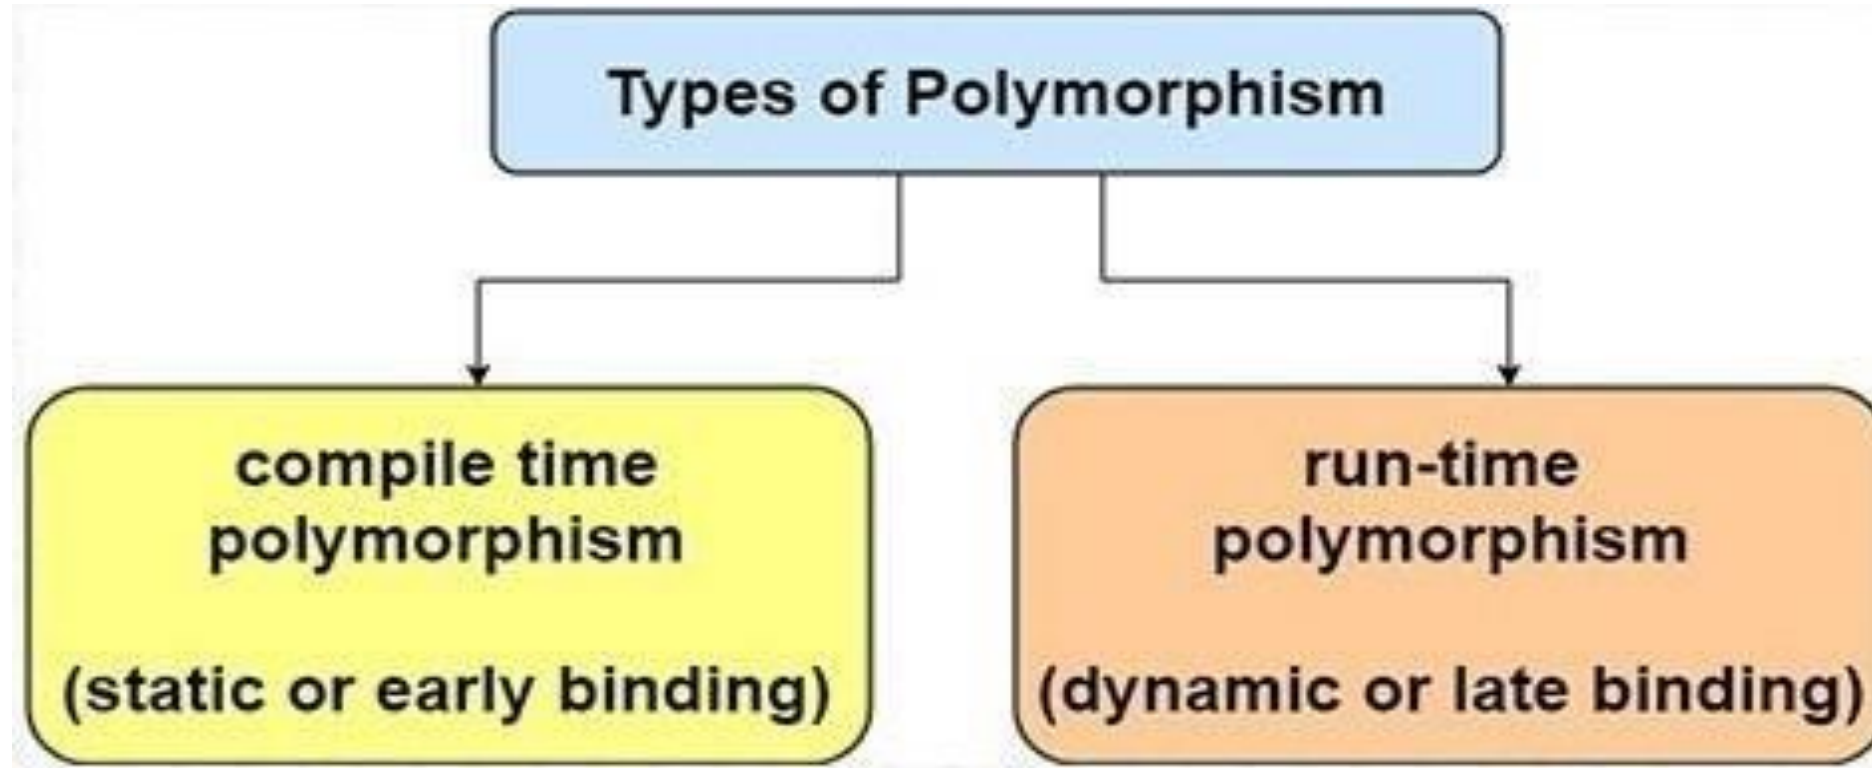 Types of Polymorphism
compile time
polymorphism
(static or early binding)
run-time
polymorphism
(dynamic or late binding)